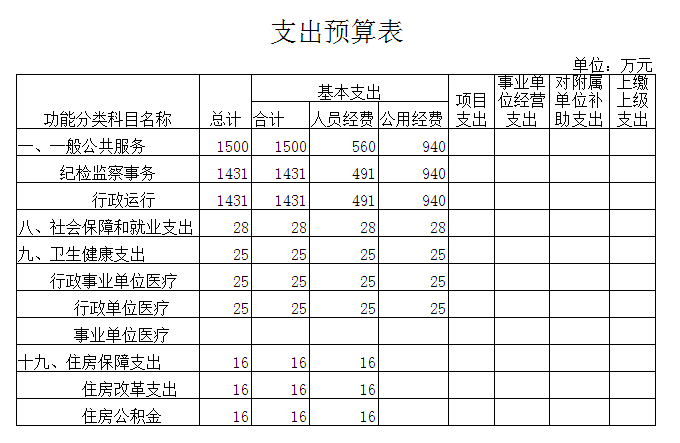 支出预算表
单位：万元
功能分类科目名称 总计 基本支出 项目支出 事业单位经营支出 对附属单位补助支出 上缴上级支出
合计 人员经费 公用经费
一、一般公共服务 1500 1500 560 940
纪检监察事务 1431 1431 491 940
行政运行 1431 1431 491 940
八、社会保障和就业支出 28 28 28 28
九、卫生健康支出 25 25 25 25
行政事业单位医疗 25 25 25 25
行政单位医疗 25 25 25 25
事业单位医疗
十九、住房保障支出 16 16 16
住房改革支出 16 16 16
住房公积金 16 16 16